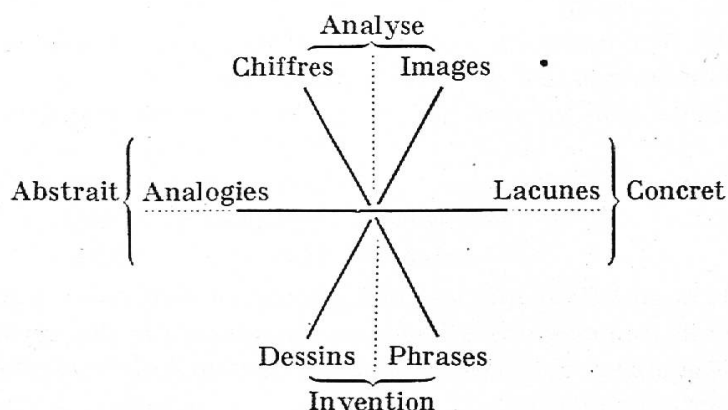 Analyse
Chiffres Images
Abstrait Analogies Lacunes Concret
Dessins Phrases
Invention